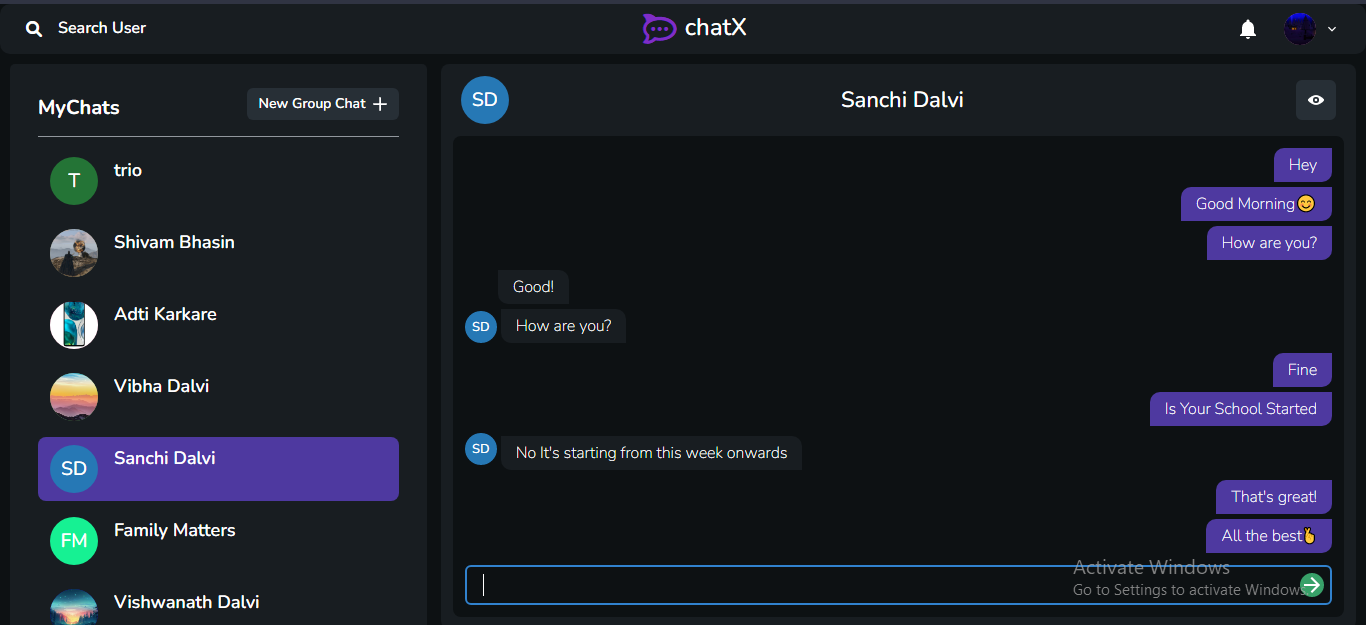 Search User
chatX
MyChats
New Group Chat +
T
trio
Shivam Bhasin
Adti Karkare
Vibha Dalvi
SD
Sanchi Dalvi
FM
Family Matters
Vishwanath Dalvi
SD
Sanchi Dalvi
Hey
Good Morning😊
How are you?
Good!
SD
How are you?
Fine
Is Your School Started
SD
No It's starting from this week onwards
That's great!
All the best🤞
Activate Windows
Go to Settings to activate Windows.